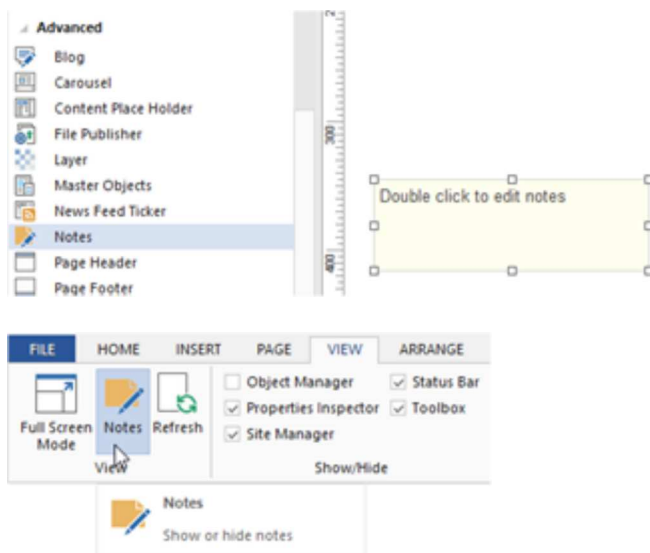 Advanced
Blog
Carousel
Content Place Holder
File Publisher
Layer
Master Objects
News Feed Ticker
Notes
Page Header
Page Footer
300
400
Double click to edit notes
FILE HOME INSERT PAGE VIEW ARRANGE
Full Screen Mode
Notes
Refresh
View
Object Manager
Properties Inspector
Site Manager
Status Bar
Toolbox
Show/Hide
Notes
Show or hide notes